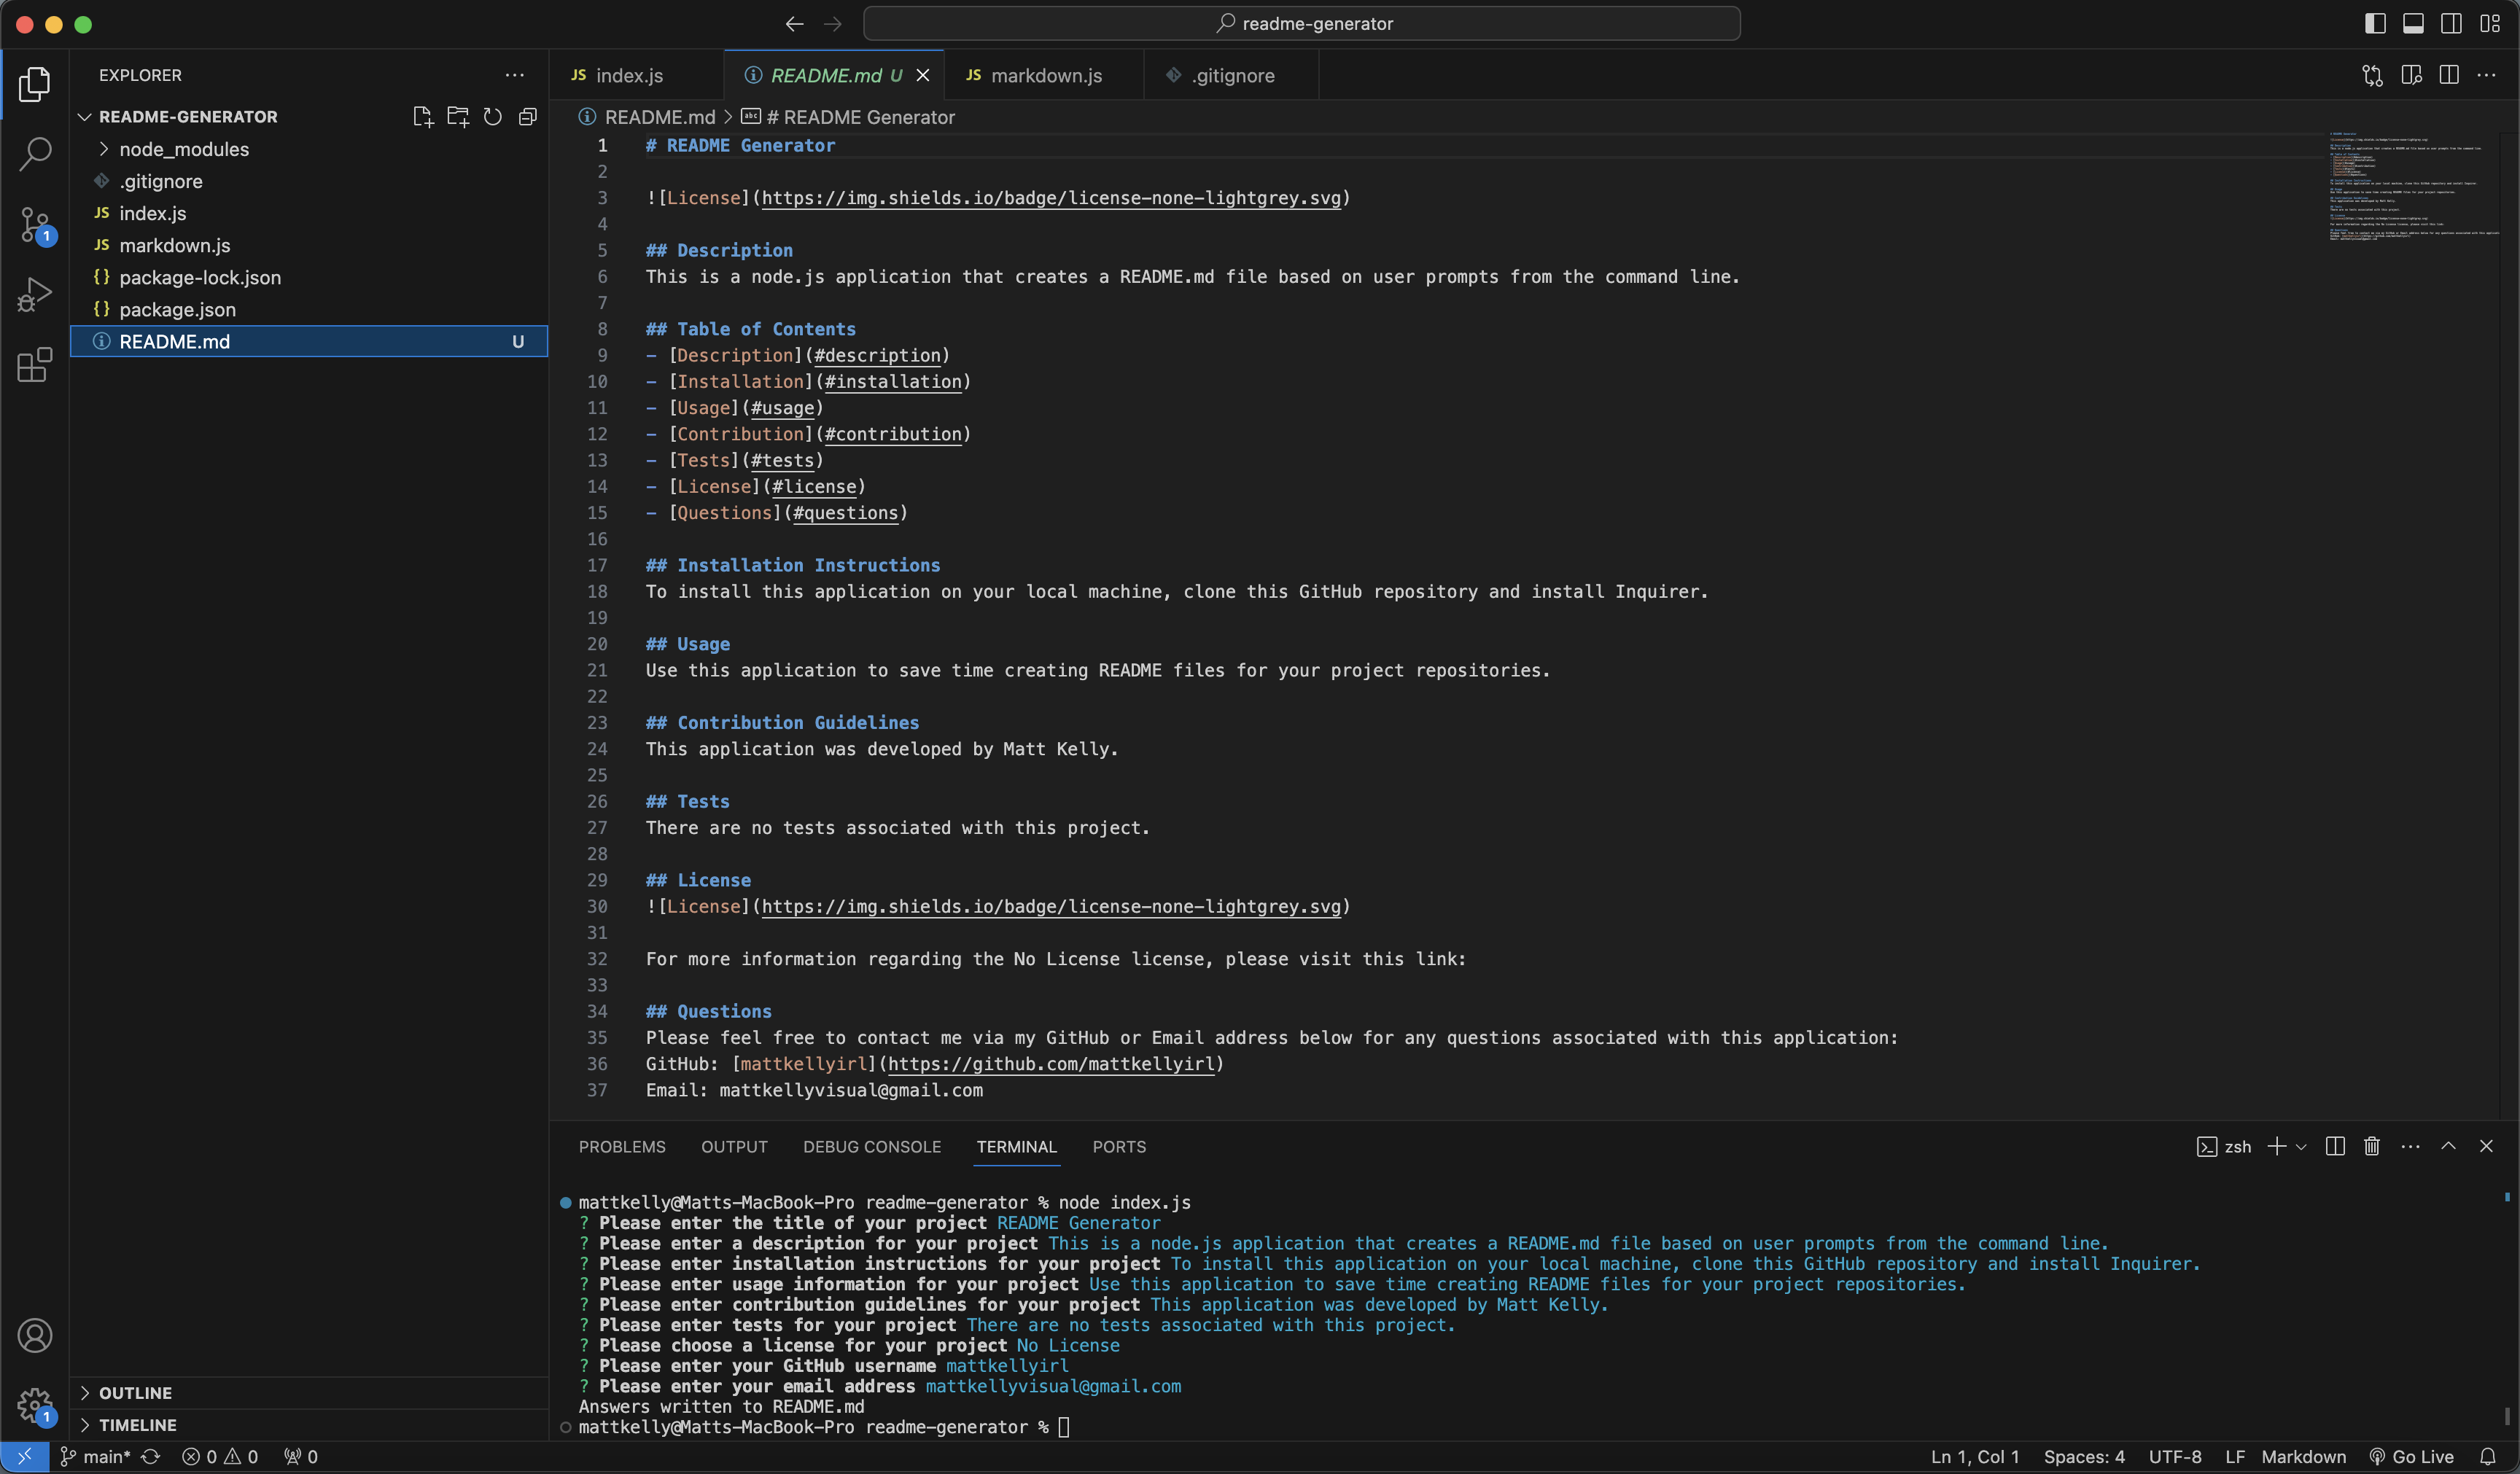 readme-generator
EXPLORER
README-GENERATOR
node_modules
.gitignore
JS index.js
JS markdown.js
{} package-lock.json
{} package.json
README.md U
OUTLINE
TIMELINE
JS index.js
README.md U
JS markdown.js
.gitignore
README.md > # README Generator
1 # README Generator
2
3 ![License](https://img.shields.io/badge/license-none-lightgrey.svg)
4
5 ## Description
6 This is a node.js application that creates a README.md file based on user prompts from the command line.
7
8 ## Table of Contents
9 - [Description](#description)
10 - [Installation](#installation)
11 - [Usage](#usage)
12 - [Contribution](#contribution)
13 - [Tests](#tests)
14 - [License](#license)
15 - [Questions](#questions)
16
17 ## Installation Instructions
18 To install this application on your local machine, clone this GitHub repository and install Inquirer.
19
20 ## Usage
21 Use this application to save time creating README files for your project repositories.
22
23 ## Contribution Guidelines
24 This application was developed by Matt Kelly.
25
26 ## Tests
27 There are no tests associated with this project.
28
29 ## License
30 ![License](https://img.shields.io/badge/license-none-lightgrey.svg)
31
32 For more information regarding the No License license, please visit this link:
33
34 ## Questions
35 Please feel free to contact me via my GitHub or Email address below for any questions associated with this application:
36 GitHub: [mattkellyirl](https://github.com/mattkellyirl)
37 Email: mattkellyvisual@gmail.com
PROBLEMS OUTPUT DEBUG CONSOLE TERMINAL PORTS
zsh
mattkelly@Matts-MacBook-Pro readme-generator % node index.js
? Please enter the title of your project README Generator
? Please enter a description for your project This is a node.js application that creates a README.md file based on user prompts from the command line.
? Please enter installation instructions for your project To install this application on your local machine, clone this GitHub repository and install Inquirer.
? Please enter usage information for your project Use this application to save time creating README files for your project repositories.
? Please enter contribution guidelines for your project This application was developed by Matt Kelly.
? Please enter tests for your project There are no tests associated with this project.
? Please choose a license for your project No License
? Please enter your GitHub username mattkellyirl
? Please enter your email address mattkellyvisual@gmail.com
Answers written to README.md
mattkelly@Matts-MacBook-Pro readme-generator %
1
1
main* 0 0 0
Ln 1, Col 1 Spaces: 4 UTF-8 LF Markdown Go Live